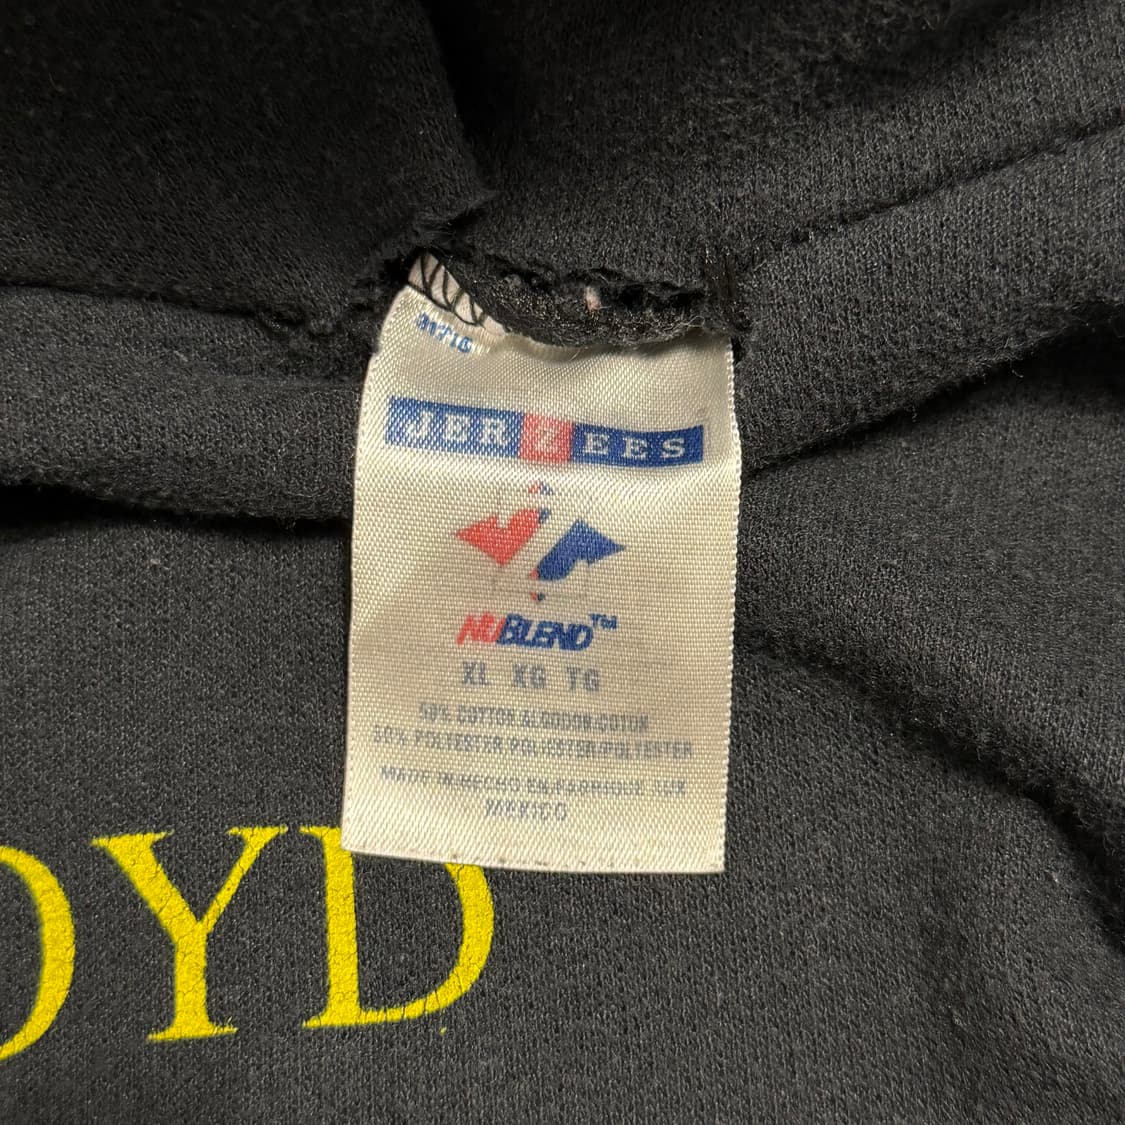 JERZEES
NUBLEND™
XL XG TG
50% COTTON/ALGODON/COTON
50% POLYESTER/POLIESTER/POLYESTER
MADE IN/HECHO EN/FABRIQUE AUX
MEXICO
OYD